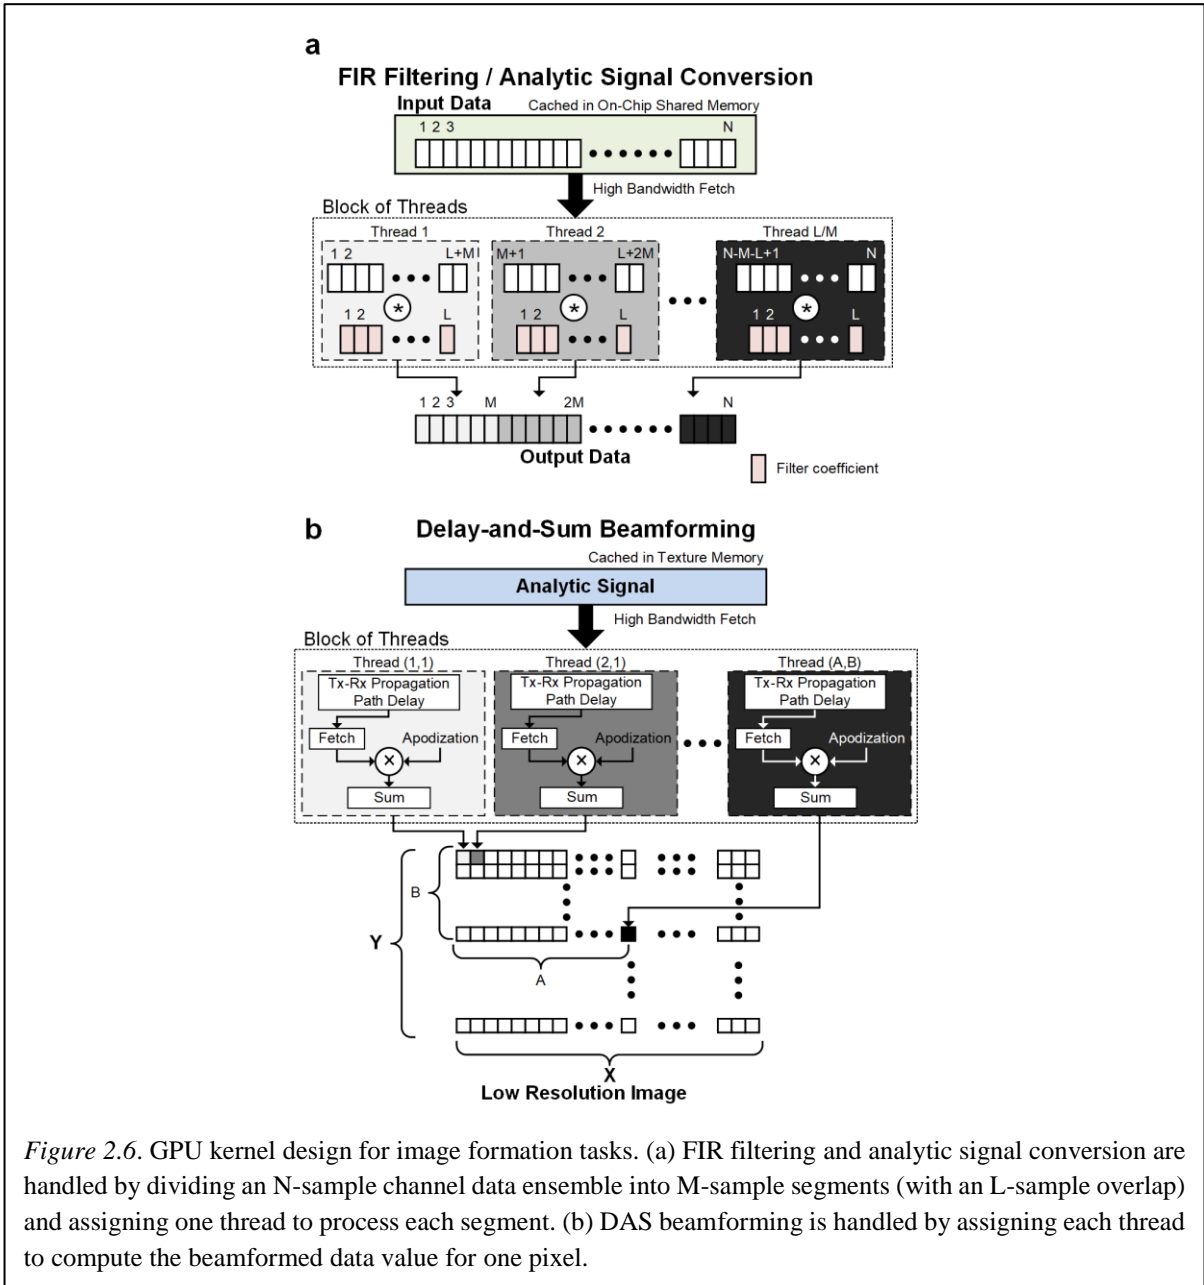 a
FIR Filtering / Analytic Signal Conversion
Input Data Cached in On-Chip Shared Memory
1 2 3 N
High Bandwidth Fetch
Block of Threads
Thread 1 Thread 2 Thread L/M
1 2 L+M M+1 L+2M N-M-L+1 N
* * *
1 2 L 1 2 L 1 2 L
1 2 3 M 2M N
Output Data
Filter coefficient
b
Delay-and-Sum Beamforming
Cached in Texture Memory
Analytic Signal
High Bandwidth Fetch
Block of Threads
Thread (1,1) Thread (2,1) Thread (A,B)
Tx-Rx Propagation Tx-Rx Propagation Tx-Rx Propagation
Path Delay Path Delay Path Delay
Fetch Apodization Fetch Apodization Fetch Apodization
× × ×
Sum Sum Sum
B
Y
A
X
Low Resolution Image
Figure 2.6. GPU kernel design for image formation tasks. (a) FIR filtering and analytic signal conversion are
handled by dividing an N-sample channel data ensemble into M-sample segments (with an L-sample overlap)
and assigning one thread to process each segment. (b) DAS beamforming is handled by assigning each thread
to compute the beamformed data value for one pixel.